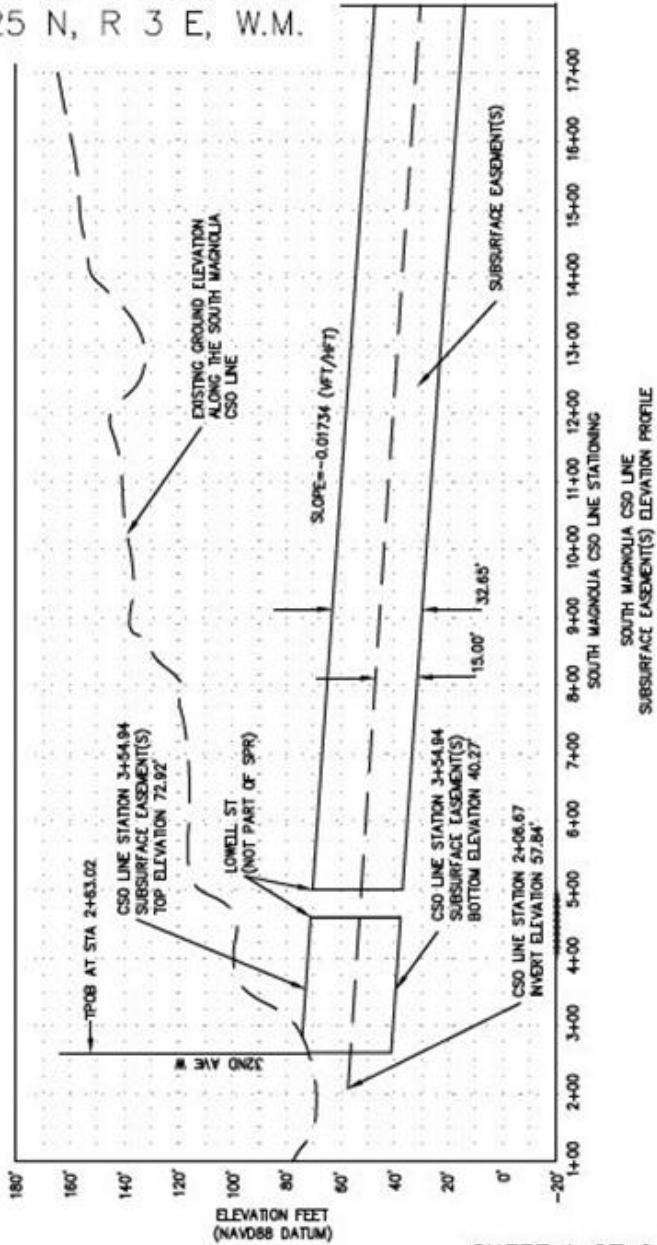 25 N, R 3 E, W.M.
180'
160'
140'
120'
100'
80'
60'
40'
20'
0'
-20'
ELEVATION FEET
(NAVD88 DATUM)
1+00
2+00
3+00
4+00
5+00
6+00
7+00
8+00
9+00
10+00
11+00
12+00
13+00
14+00
15+00
16+00
17+00
TPOB AT STA 2+63.02
32ND AVE W
CSO LINE STATION 3+54.94
SUBSURFACE EASEMENT(S)
TOP ELEVATION 72.92'
LOWELL ST
(NOT PART OF SPR)
EXISTING GROUND ELEVATION
ALONG THE SOUTH MAGNOLIA
CSO LINE
SLOPE=-0.01734 (VFT/HFT)
SUBSURFACE EASEMENT(S)
32.65'
15.00'
CSO LINE STATION 3+54.94
SUBSURFACE EASEMENT(S)
BOTTOM ELEVATION 40.27'
CSO LINE STATION 2+06.67
INVERT ELEVATION 57.84'
SOUTH MAGNOLIA CSO LINE STATIONING
SOUTH MAGNOLIA CSO LINE
SUBSURFACE EASEMENT(S) ELEVATION PROFILE